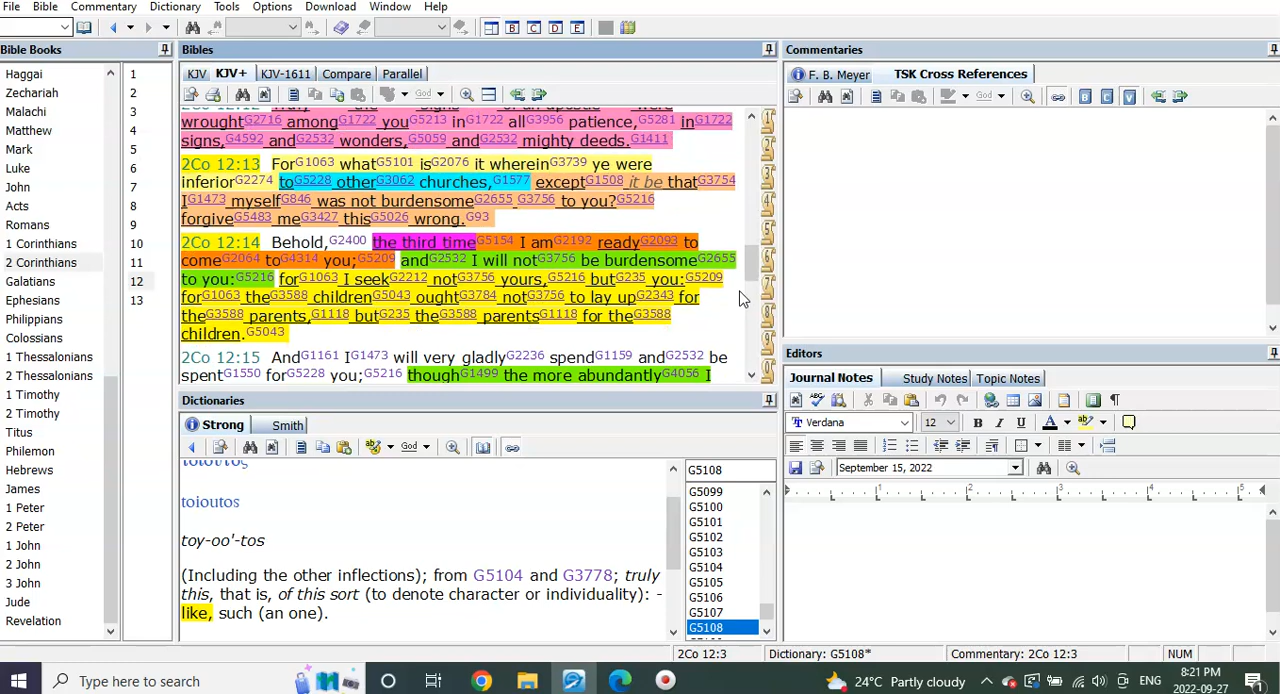 File Bible Commentary Dictionary Tools Options Download Window Help
B C D E
Bible Books
Haggai
Zechariah
Malachi
Matthew
Mark
Luke
John
Acts
Romans
1 Corinthians
2 Corinthians
Galatians
Ephesians
Philippians
Colossians
1 Thessalonians
2 Thessalonians
1 Timothy
2 Timothy
Titus
Philemon
Hebrews
James
1 Peter
2 Peter
1 John
2 John
3 John
Jude
Revelation
1
2
3
4
5
6
7
8
9
10
11
12
13
Bibles
KJV KJV+ KJV-1611 Compare Parallel
God
wroughtG2716 amongG1722 youG5213 inG1722 allG3956 patience,G5281 inG1722
signs,G4592 andG2532 wonders,G5059 andG2532 mighty deeds.G1411
2Co 12:13 ForG1063 whatG5101 isG2076 it whereinG3739 ye were
inferiorG2274 toG5228 otherG3062 churches,G1577 exceptG1508 it be thatG3754
IG1473 myselfG846 was not burdensomeG2655 G3756 to you?G5216
forgiveG5483 meG3427 thisG5026 wrong.G93
2Co 12:14 Behold,G2400 the third timeG5154 I amG2192 readyG2093 to
comeG2064 toG4314 you;G5209 andG2532 I will notG3756 be burdensomeG2655
to you:G5216 forG1063 I seekG2212 notG3756 yours,G5216 butG235 you:G5209
forG1063 theG3588 childrenG5043 oughtG3784 notG3756 to lay upG2343 for
theG3588 parents,G1118 butG235 theG3588 parentsG1118 for theG3588
children.G5043
2Co 12:15 AndG1161 IG1473 will very gladlyG2236 spendG1159 andG2532 be
spentG1550 forG5228 you;G5216 thoughG1499 the more abundantlyG4056 I
Dictionaries
Strong Smith
God
τοιοῦτος
toioutos
toy-oo'-tos
(Including the other inflections); from G5104 and G3778; truly
this, that is, of this sort (to denote character or individuality): -
like, such (an one).
G5108
G5099
G5100
G5101
G5102
G5103
G5104
G5105
G5106
G5107
G5108
Commentaries
F. B. Meyer TSK Cross References
God B C V
Editors
Journal Notes Study Notes Topic Notes
Verdana 12 B I U A
September 15, 2022
1 2 3 4 5
2Co 12:3 Dictionary: G5108* Commentary: 2Co 12:3 NUM
Type here to search
24°C Partly cloudy ENG 8:21 PM
2022-09-27